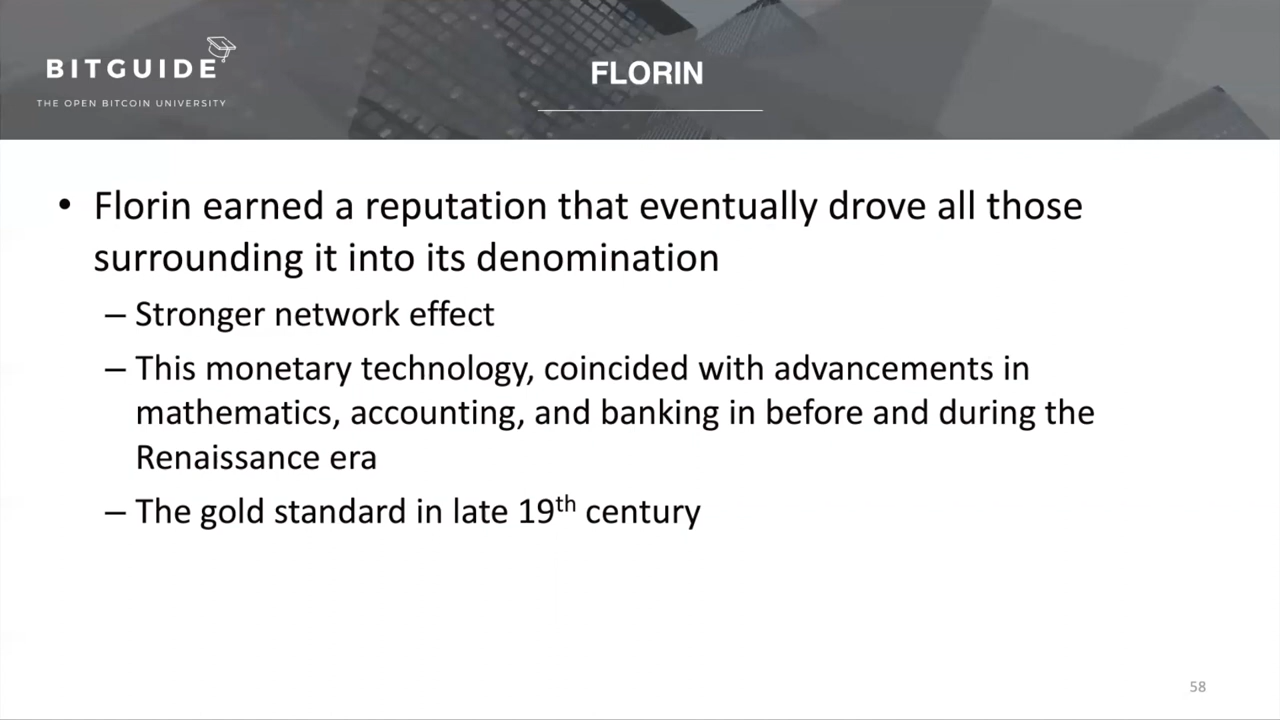 BITGUIDE
THE OPEN BITCOIN UNIVERSITY
FLORIN
• Florin earned a reputation that eventually drove all those
surrounding it into its denomination
– Stronger network effect
– This monetary technology, coincided with advancements in
mathematics, accounting, and banking in before and during the
Renaissance era
– The gold standard in late 19th century
58